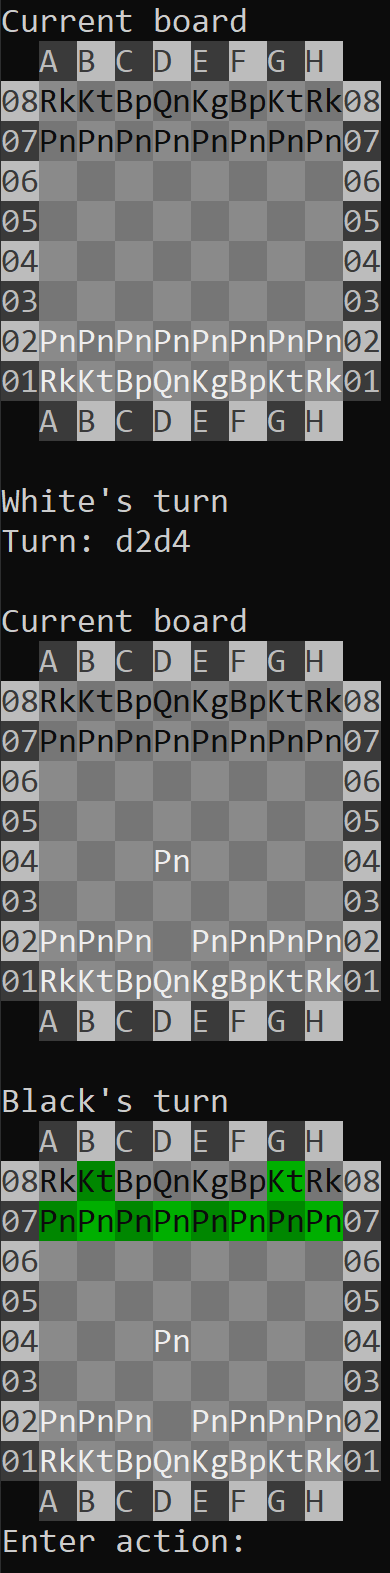 Current board
A B C D E F G H
08RkKtBpQnKgBpKtRk08
07PnPnPnPnPnPnPnPn07
06 06
05 05
04 04
03 03
02PnPnPnPnPnPnPnPn02
01RkKtBpQnKgBpKtRk01
A B C D E F G H
White's turn
Turn: d2d4
Current board
A B C D E F G H
08RkKtBpQnKgBpKtRk08
07PnPnPnPnPnPnPnPn07
06 06
05 05
04 Pn 04
03 03
02PnPnPn PnPnPnPn02
01RkKtBpQnKgBpKtRk01
A B C D E F G H
Black's turn
A B C D E F G H
08RkKtBpQnKgBpKtRk08
07PnPnPnPnPnPnPnPn07
06 06
05 05
04 Pn 04
03 03
02PnPnPn PnPnPnPn02
01RkKtBpQnKgBpKtRk01
A B C D E F G H
Enter action: